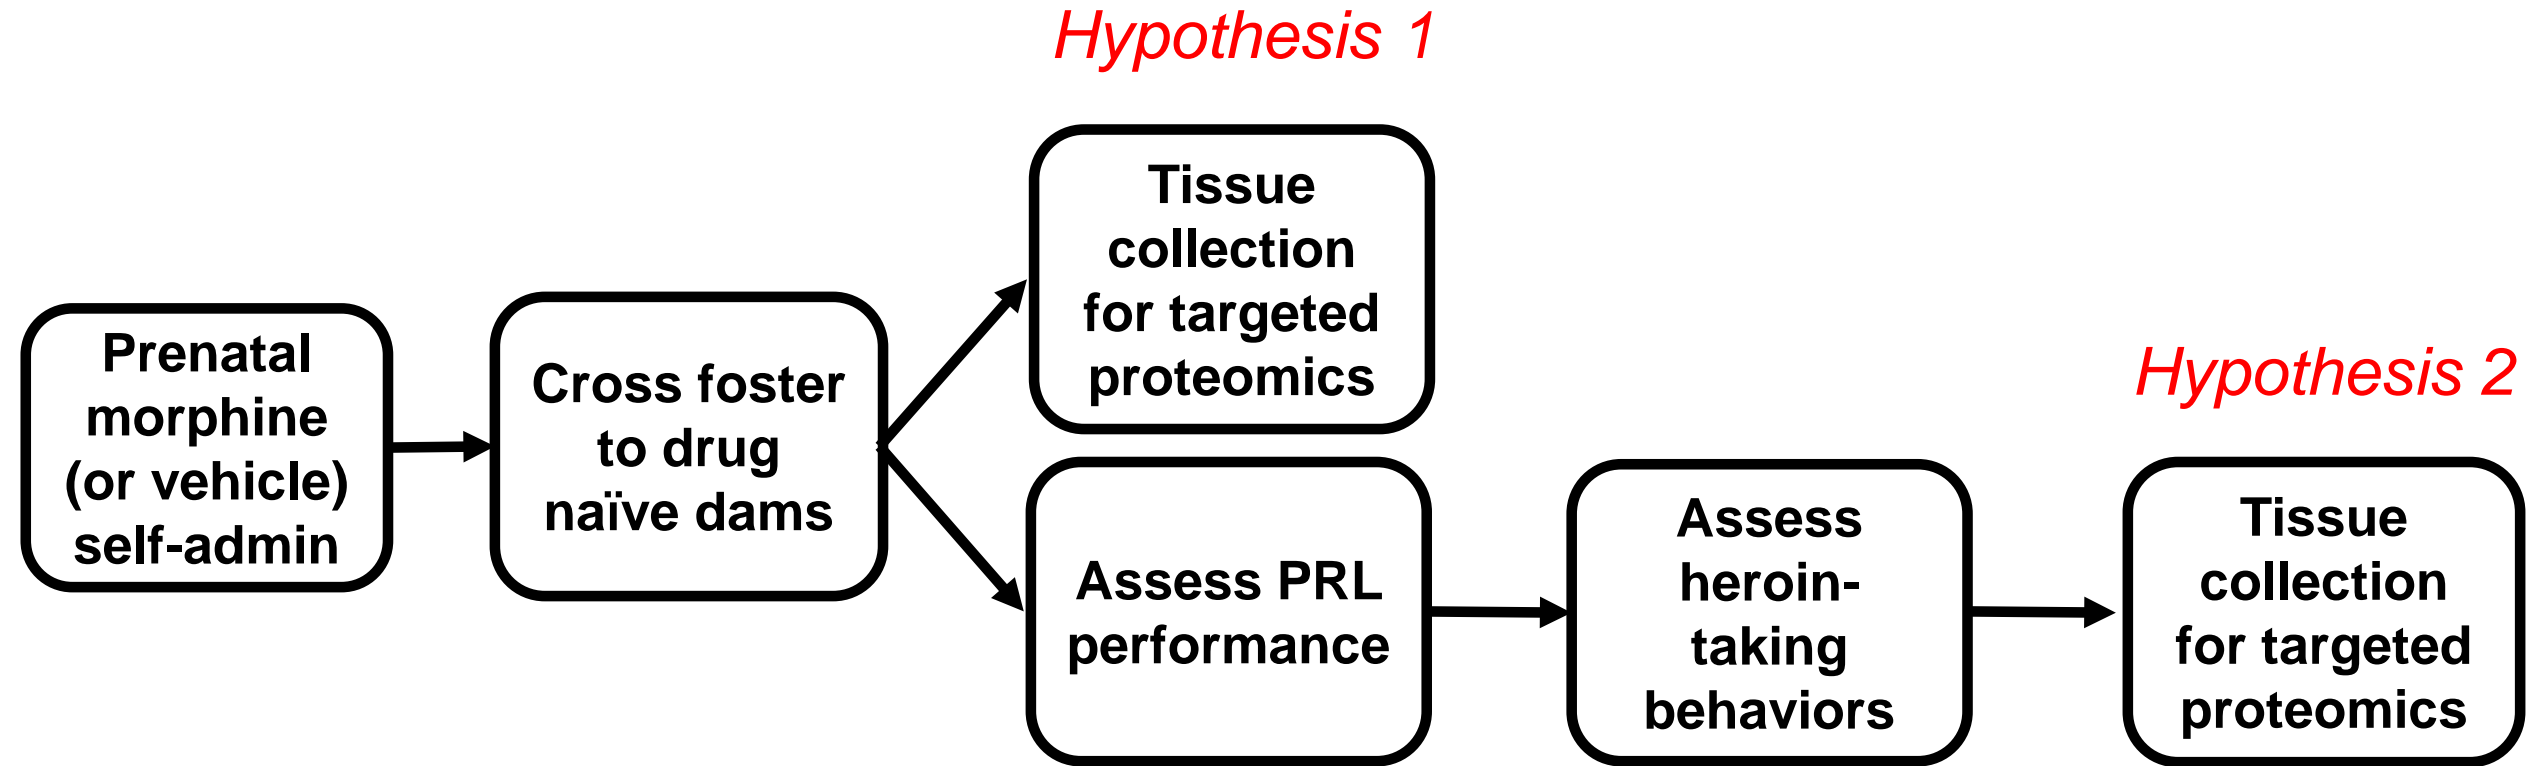 Hypothesis 1
Tissue
collection
for targeted
proteomics
Prenatal
morphine
(or vehicle)
self-admin
Cross foster
to drug
naïve dams
Assess PRL
performance
Assess
heroin-
taking
behaviors
Hypothesis 2
Tissue
collection
for targeted
proteomics